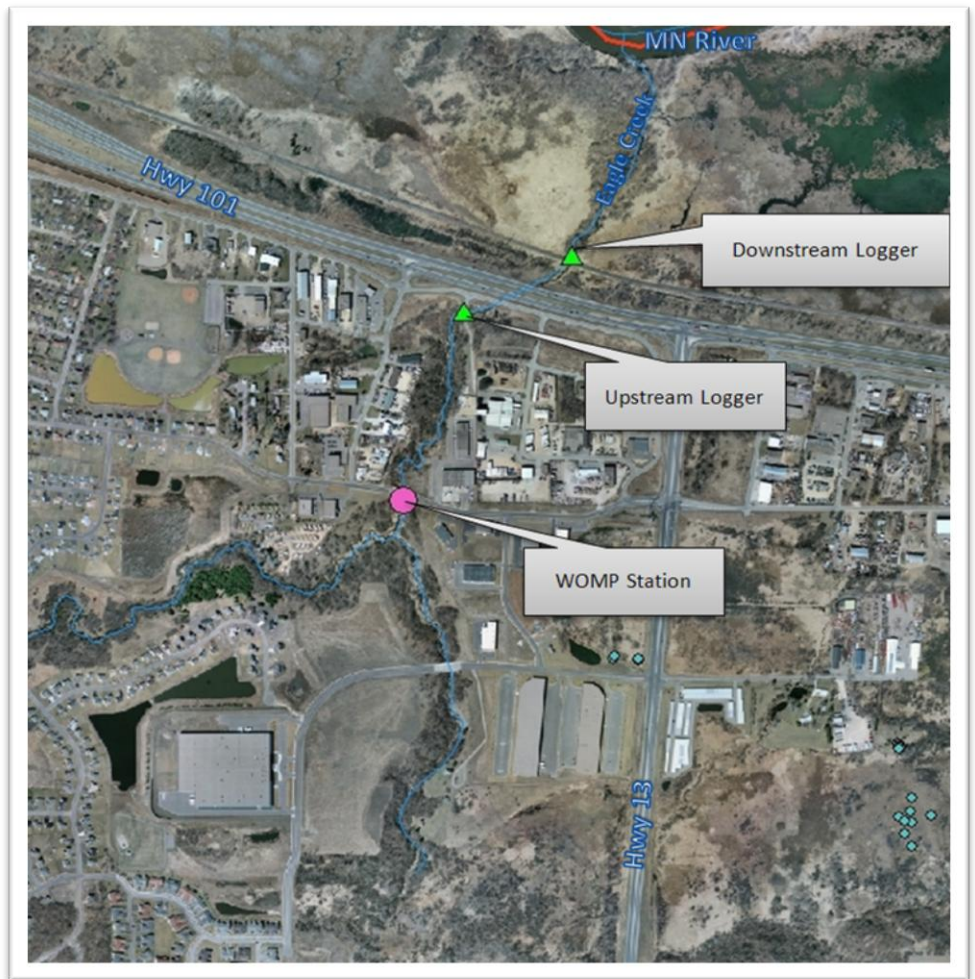 MN River
Eagle Creek
Hwy 101
Downstream Logger
Upstream Logger
WOMP Station
Hwy 13